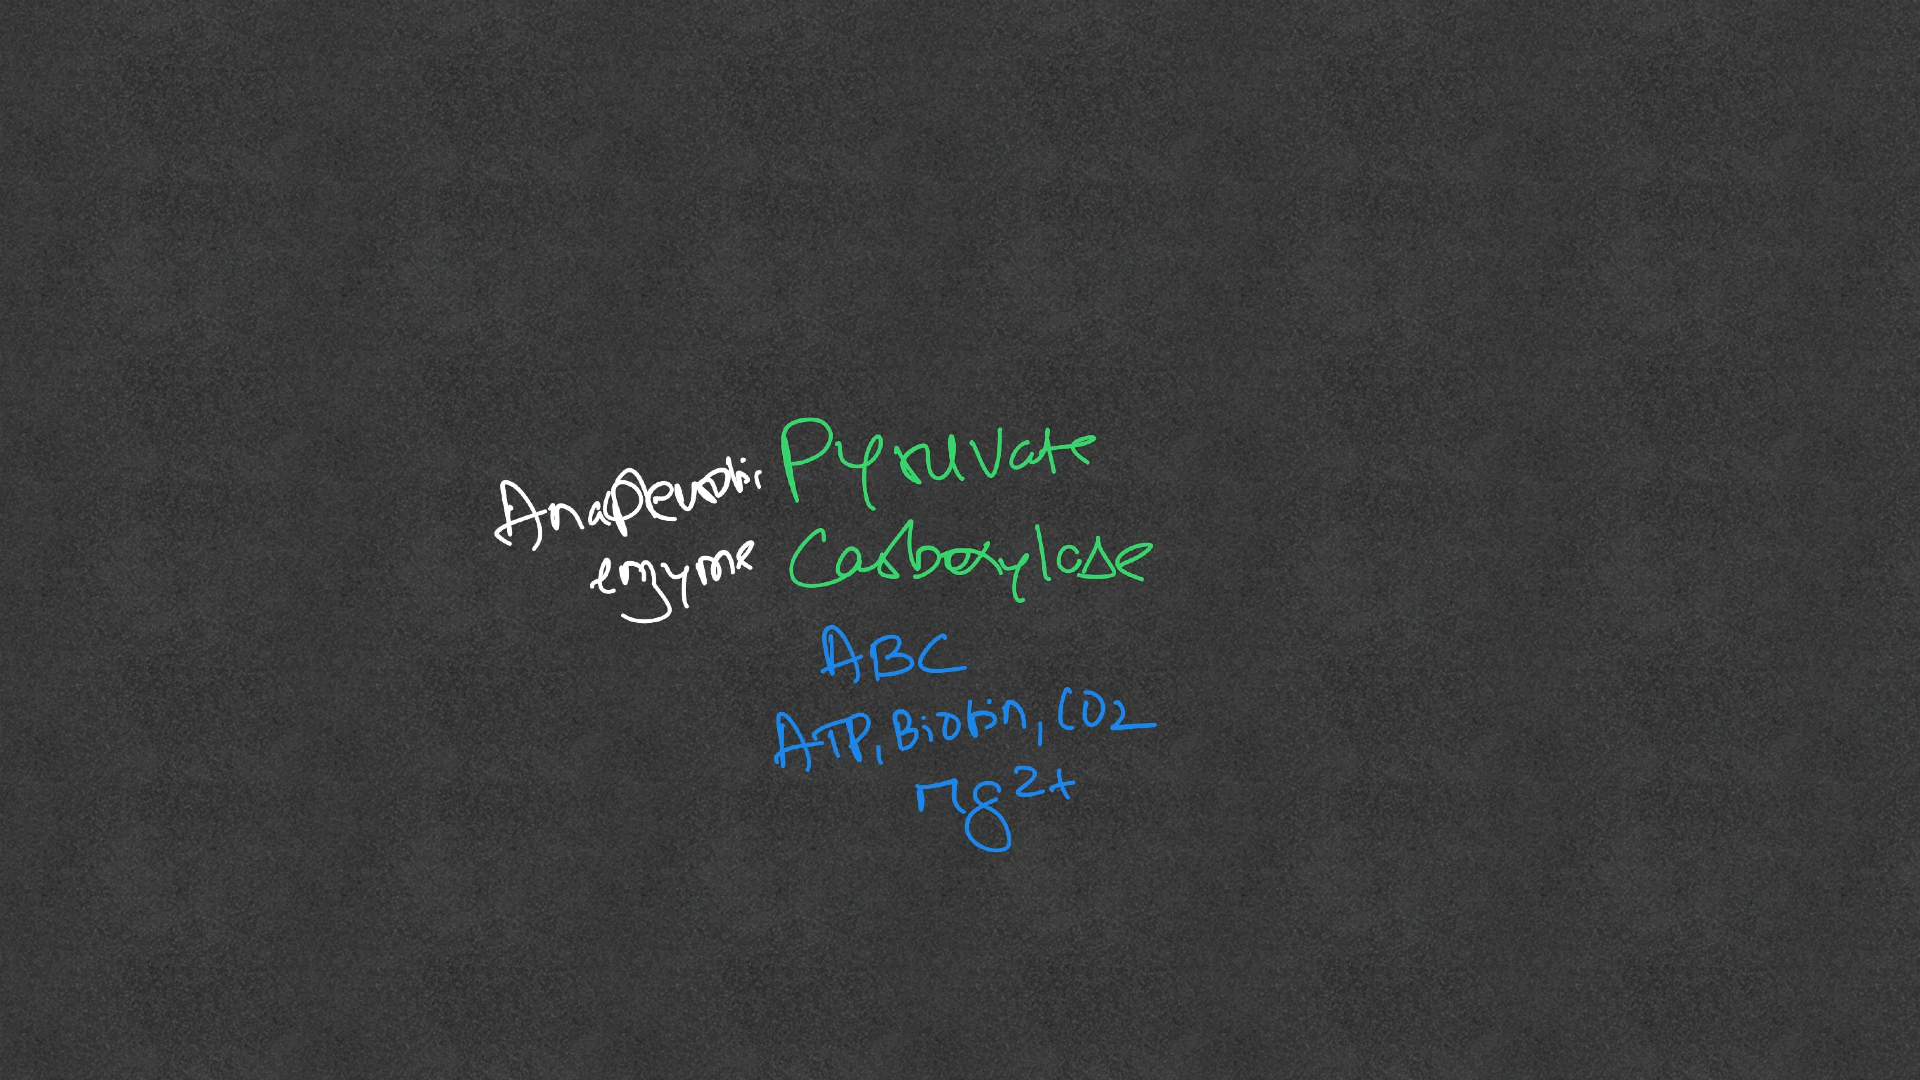 Pyruvate
Carboxylase
Anaplerotic
enzyme
ABC
ATP, Biotin, CO2
Mg2+